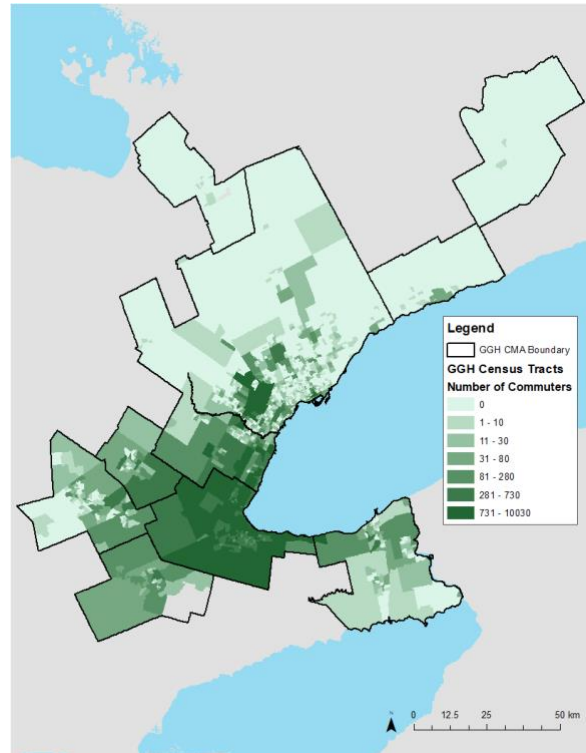 Legend
GGH CMA Boundary
GGH Census Tracts
Number of Commuters
0
1 - 10
11 - 30
31 - 80
81 - 280
281 - 730
731 - 10030
0 12.5 25 50 km